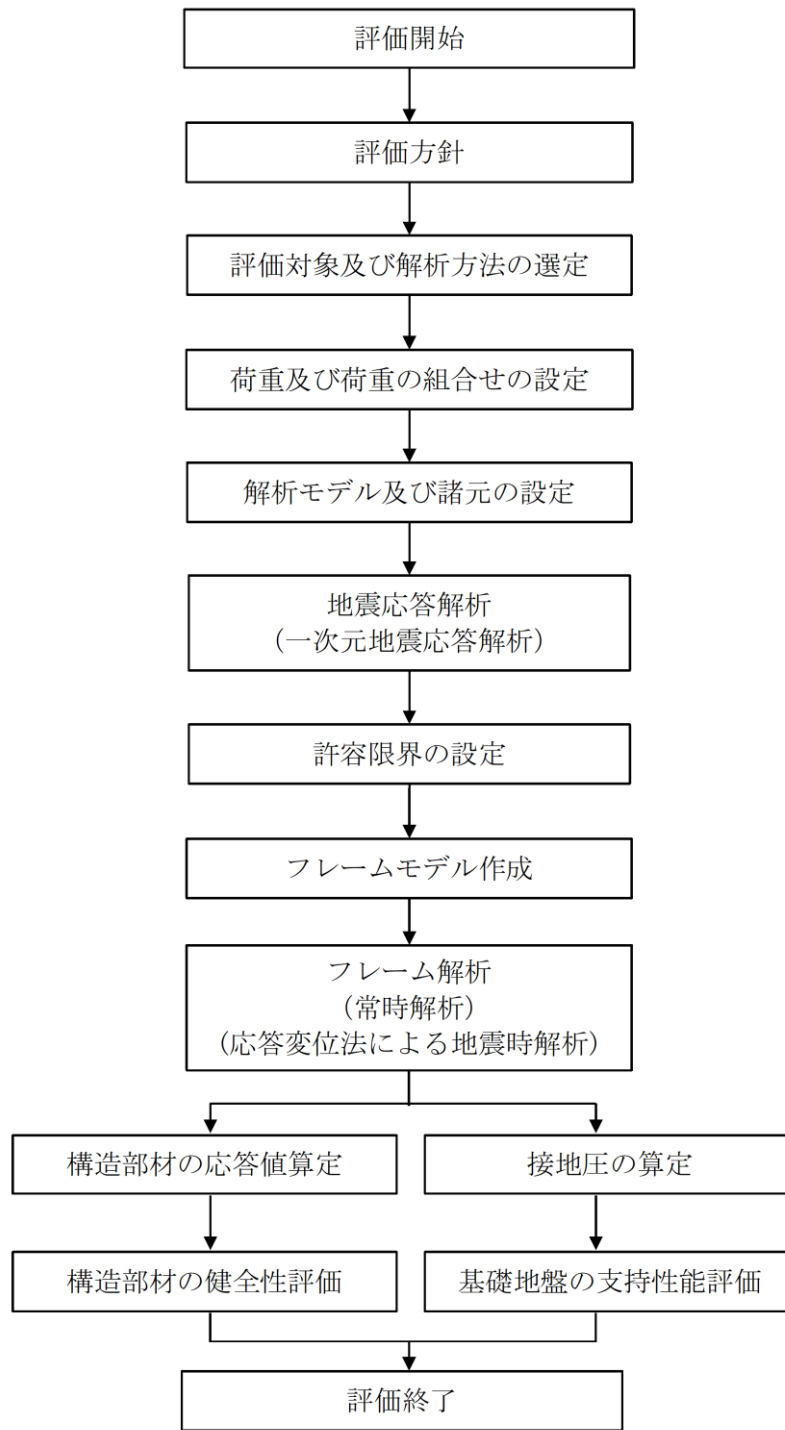 評価開始
評価方針
評価対象及び解析方法の選定
荷重及び荷重の組合せの設定
解析モデル及び諸元の設定
地震応答解析
（一次元地震応答解析）
許容限界の設定
フレームモデル作成
フレーム解析
（常時解析）
（応答変位法による地震時解析）
構造部材の応答値算定
接地圧の算定
構造部材の健全性評価
基礎地盤の支持性能評価
評価終了